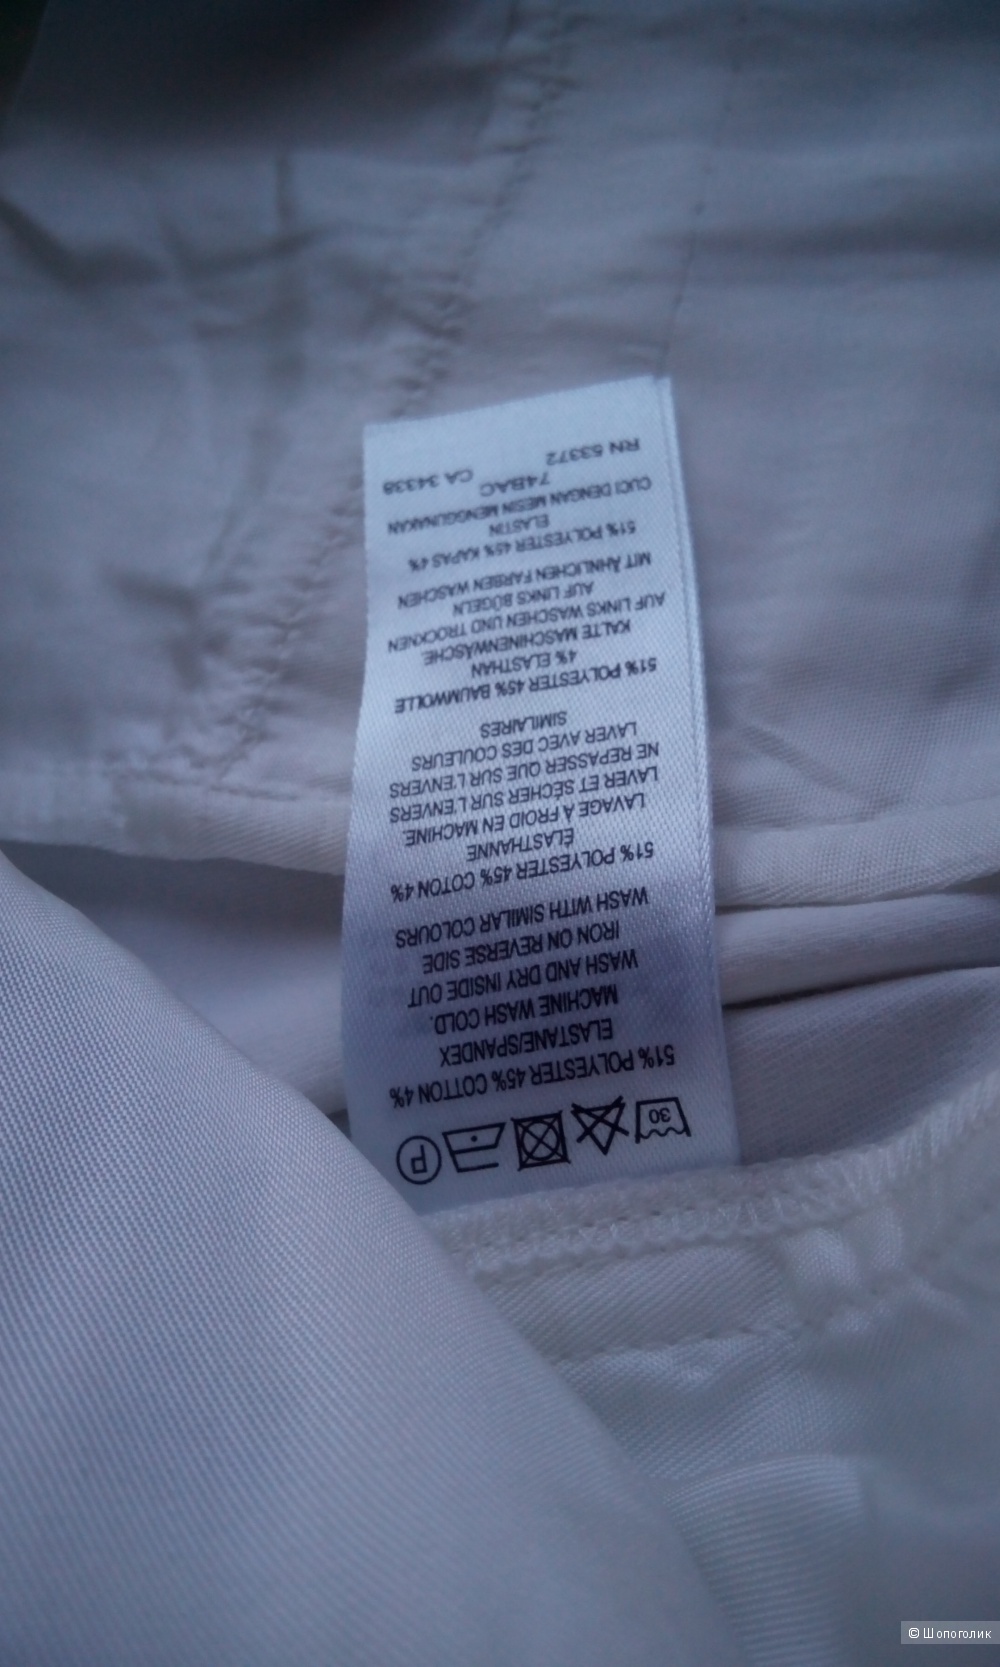 30 P
51% POLYESTER 45% COTTON 4%
ELASTANE/SPANDEX
MACHINE WASH COLD.
WASH AND DRY INSIDE OUT
IRON ON REVERSE SIDE
WASH WITH SIMILAR COLOURS
51% POLYESTER 45% COTON 4%
ÉLASTHANNE
LAVAGE À FROID EN MACHINE.
LAVER ET SÉCHER SUR L'ENVERS
NE REPASSER QUE SUR L'ENVERS
LAVER AVEC DES COULEURS
SIMILAIRES
51% POLYESTER 45% BAUMWOLLE
4% ELASTHAN
KALTE MASCHINENWÄSCHE.
AUF LINKS WASCHEN UND TROCKNEN
AUF LINKS BÜGELN
MIT ÄHNLICHEN FARBEN WASCHEN
51% POLYESTER 45% KAPAS 4%
ELASTIN
CUCI DENGAN MESIN MENGGUNAKAN
74BAC
RN 53372 CA 34338
© Шопоголик